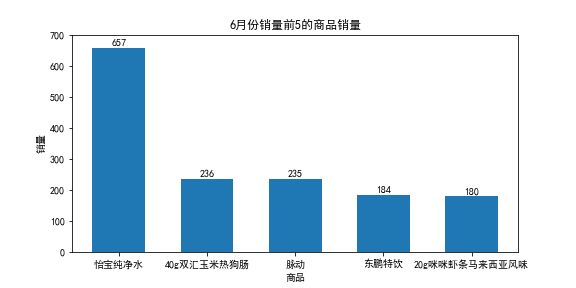 6月份销量前5的商品销量
销量
700
600
500
400
300
200
100
0
657
236
235
184
180
怡宝纯净水
40g双汇玉米热狗肠
脉动
东鹏特饮
20g咪咪虾条马来西亚风味
商品